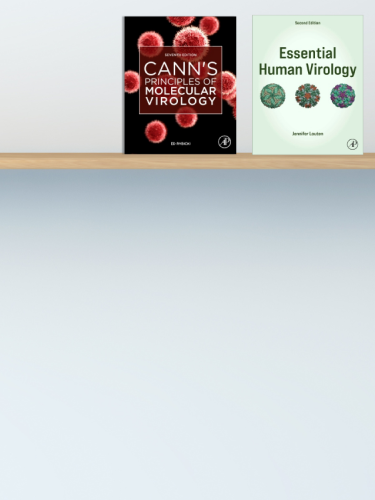 SEVENTH EDITION
CANN'S
PRINCIPLES OF
MOLECULAR
VIROLOGY
Ed RYBICKI
Second Edition
Essential
Human Virology
Jennifer Louten